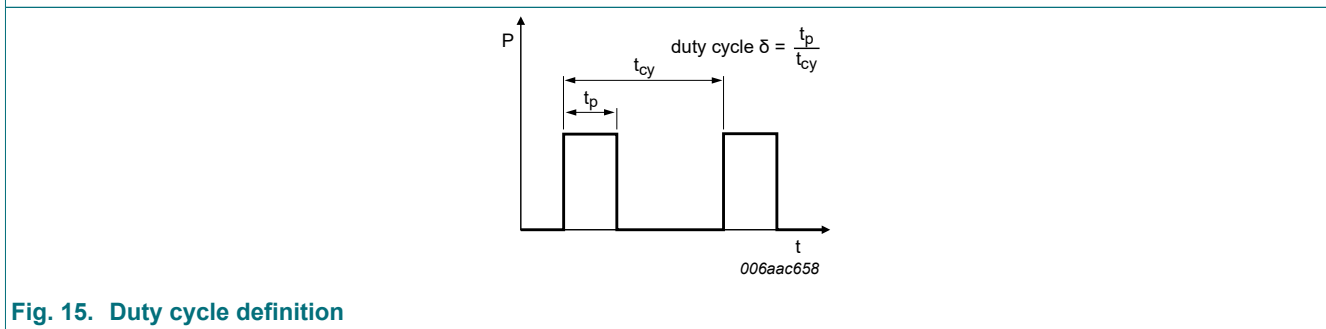 P
duty cycle δ = tp/tcy
tcy
tp
t
006aac658
Fig. 15. Duty cycle definition